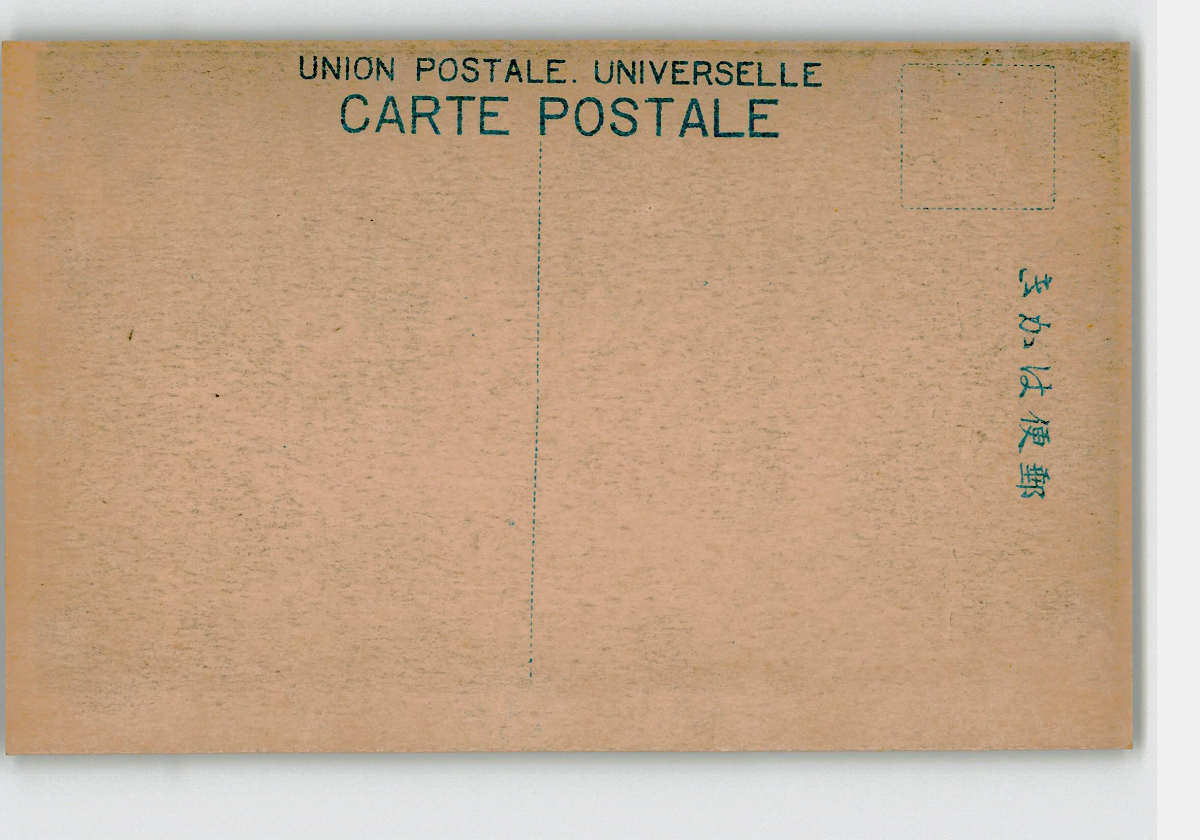 UNION POSTALE. UNIVERSELLE
CARTE POSTALE
郵便はかき